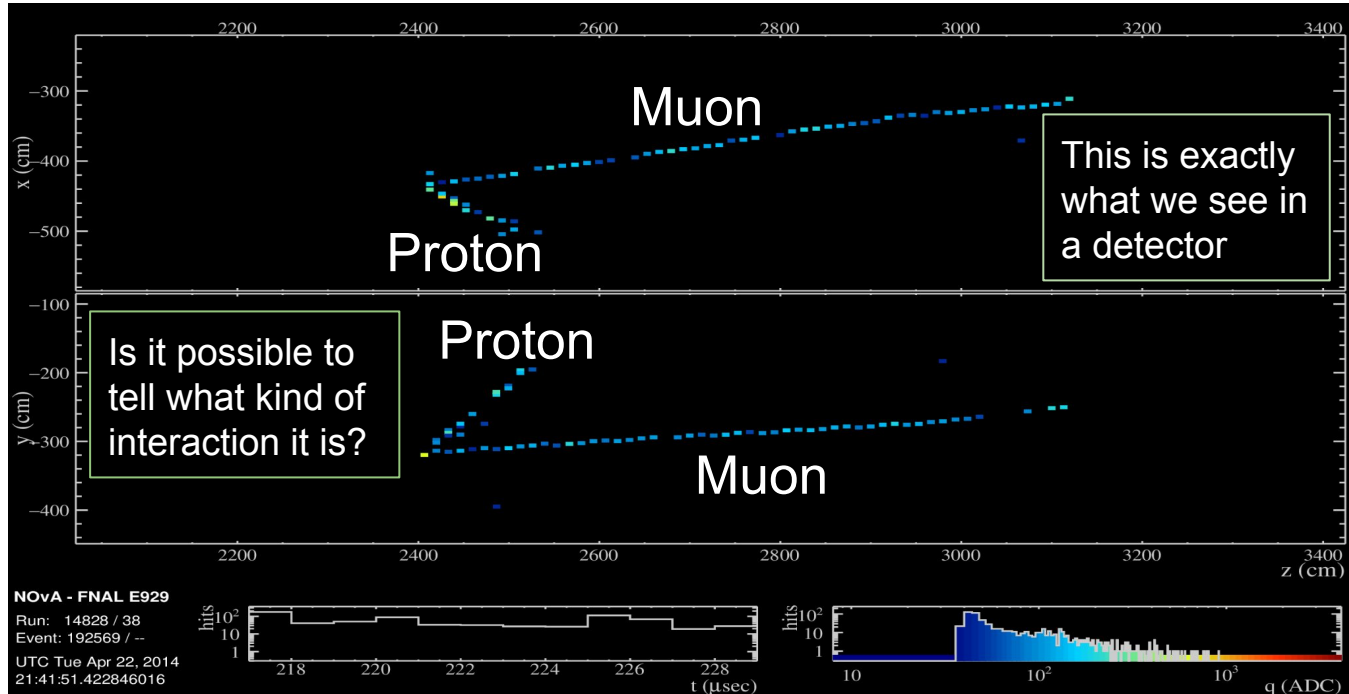 2200 2400 2600 2800 3000 3200 3400
−300
−400
−500
x (cm)
Muon
Proton
This is exactly
what we see in
a detector
−100
−200
−300
−400
y (cm)
Is it possible to
tell what kind of
interaction it is?
Proton
Muon
2200 2400 2600 2800 3000 3200 3400
z (cm)
NOvA - FNAL E929
Run: 14828 / 38
Event: 192569 / --
UTC Tue Apr 22, 2014
21:41:51.422846016
hits
10²
10
1
218 220 222 224 226 228
t (μsec)
hits
10²
10
1
10 10² 10³
q (ADC)